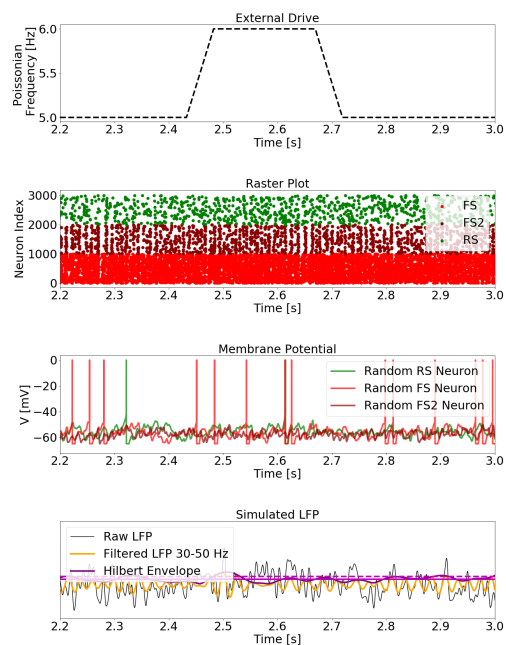 External Drive
Poissonian
Frequency [Hz]
6.0
5.5
5.0
2.2 2.3 2.4 2.5 2.6 2.7 2.8 2.9 3.0
Time [s]
Raster Plot
Neuron Index
3000
2000
1000
0
FS
FS2
RS
2.2 2.3 2.4 2.5 2.6 2.7 2.8 2.9 3.0
Time [s]
Membrane Potential
V [mV]
0
−20
−40
−60
Random RS Neuron
Random FS Neuron
Random FS2 Neuron
2.2 2.3 2.4 2.5 2.6 2.7 2.8 2.9 3.0
Time [s]
Simulated LFP
Raw LFP
Filtered LFP 30-50 Hz
Hilbert Envelope
2.2 2.3 2.4 2.5 2.6 2.7 2.8 2.9 3.0
Time [s]